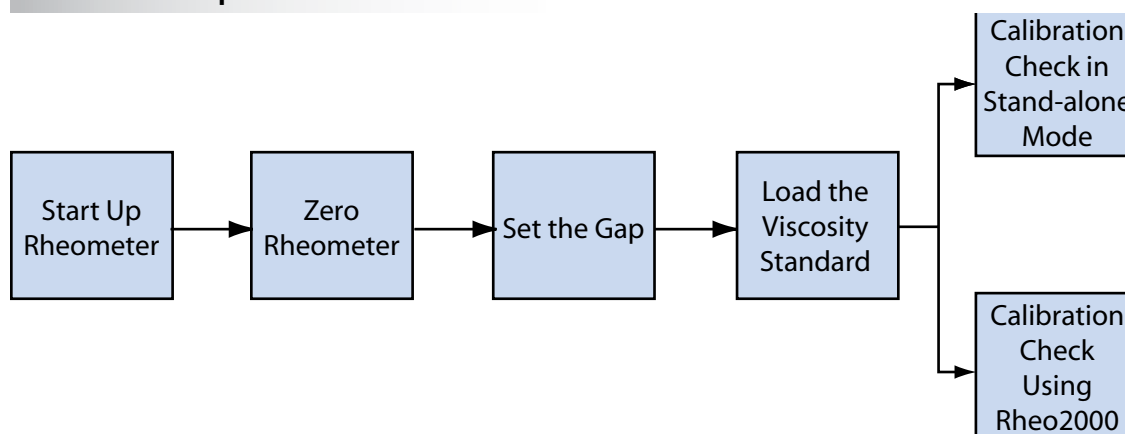 Start Up
Rheometer
Zero
Rheometer
Set the Gap
Load the
Viscosity
Standard
Calibration
Check in
Stand-alone
Mode
Calibration
Check
Using
Rheo2000